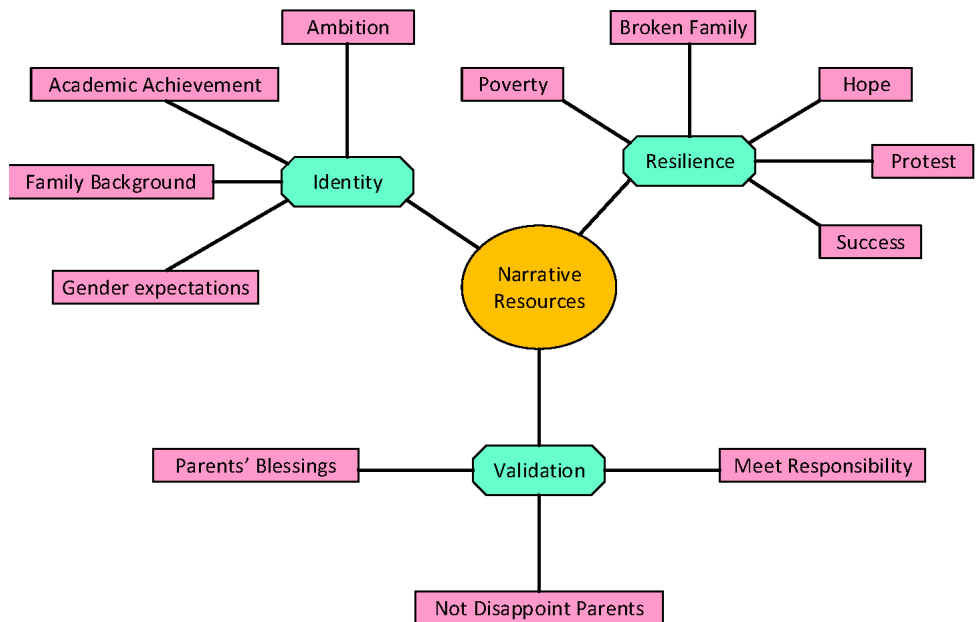 Ambition
Academic Achievement
Family Background
Gender expectations
Identity
Broken Family
Poverty
Hope
Resilience
Protest
Success
Narrative
Resources
Parents’ Blessings
Validation
Meet Responsibility
Not Disappoint Parents